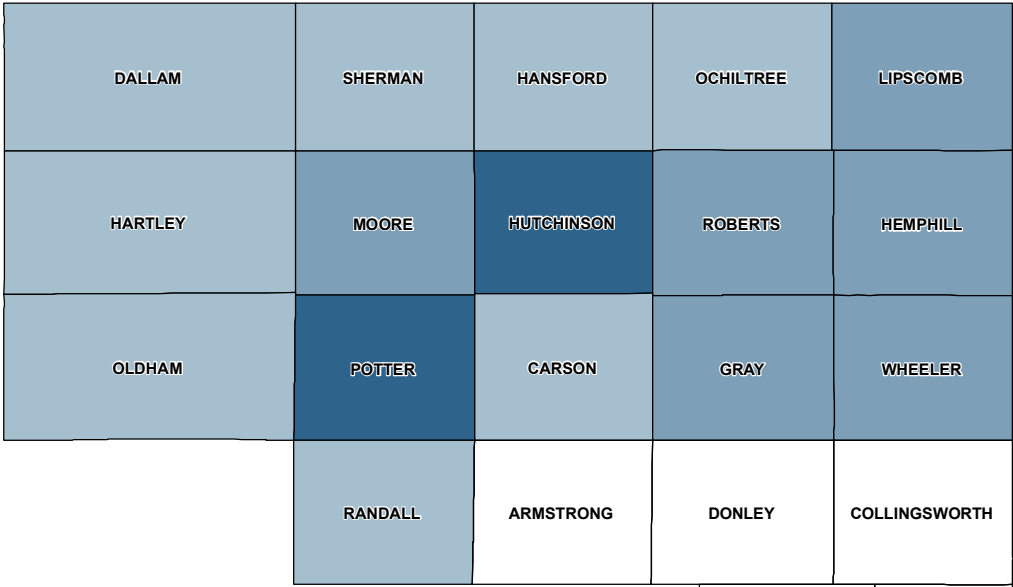 DALLAM
SHERMAN
HANSFORD
OCHILTREE
LIPSCOMB
HARTLEY
MOORE
HUTCHINSON
ROBERTS
HEMPHILL
OLDHAM
POTTER
CARSON
GRAY
WHEELER
RANDALL
ARMSTRONG
DONLEY
COLLINGSWORTH